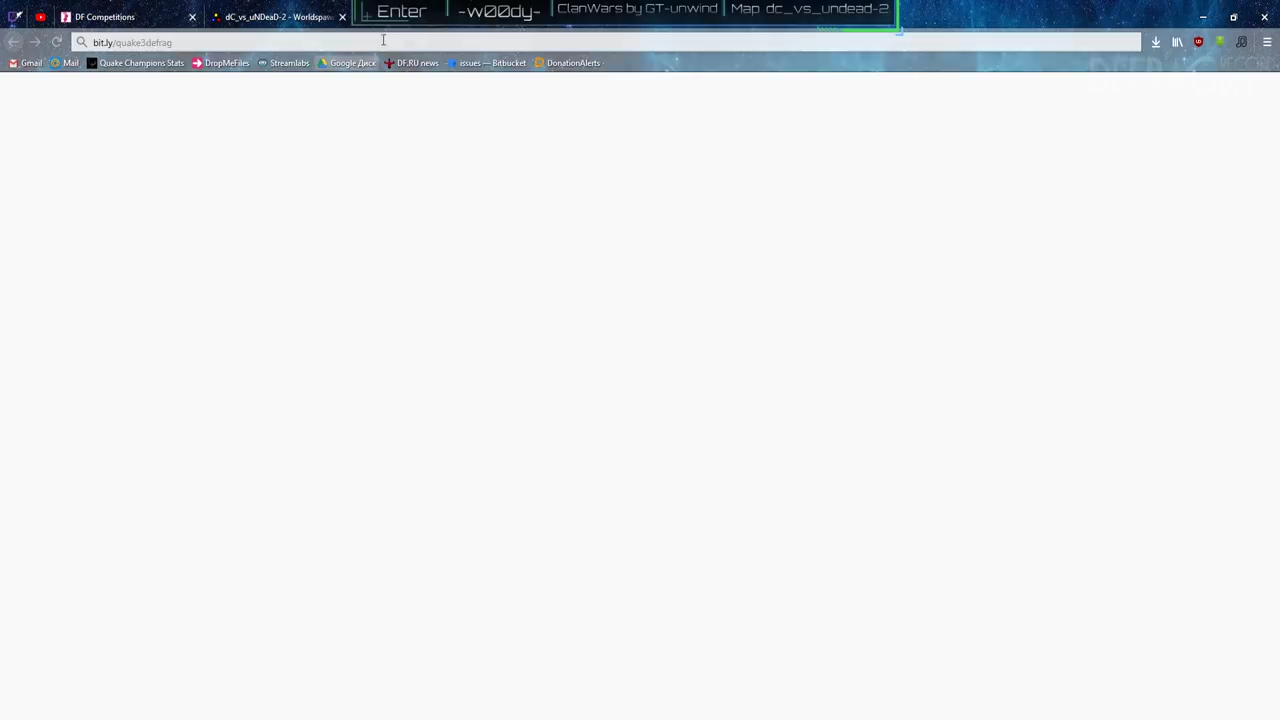 Enter -w00dy- ClanWars by GT-unwind Map dc_vs_undead-2
DF Competitions dC_vs_uNDeaD-2 - Worldspaw
bit.ly/quake3defrag
Gmail Mail Quake Champions Stats DropMeFiles Streamlabs Google Диск DF.RU news issues — Bitbucket DonationAlerts